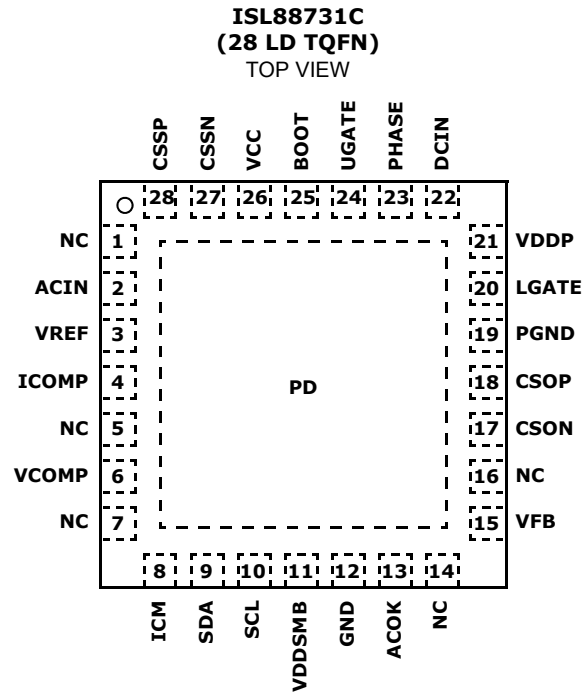 ISL88731C
(28 LD TQFN)
TOP VIEW
CSSP
CSSN
VCC
BOOT
UGATE
PHASE
DCIN
28 27 26 25 24 23 22
NC 1
ACIN 2
VREF 3
ICOMP 4
NC 5
VCOMP 6
NC 7
PD
21 VDDP
20 LGATE
19 PGND
18 CSOP
17 CSON
16 NC
15 VFB
8 9 10 11 12 13 14
ICM
SDA
SCL
VDDSMB
GND
ACOK
NC